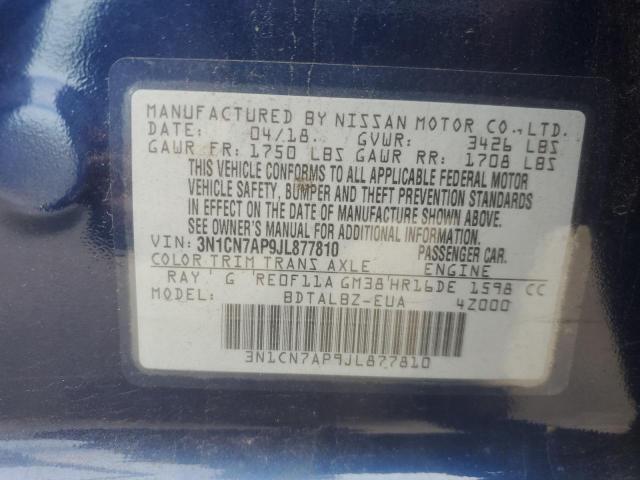 MANUFACTURED BY NISSAN MOTOR CO., LTD.
DATE: 04/18 GVWR: 3426 LBS
GAWR FR: 1750 LBS GAWR RR: 1708 LBS
THIS VEHICLE CONFORMS TO ALL APPLICABLE FEDERAL MOTOR
VEHICLE SAFETY, BUMPER AND THEFT PREVENTION STANDARDS
IN EFFECT ON THE DATE OF MANUFACTURE SHOWN ABOVE.
SEE OWNER'S MANUAL FOR ADDITIONAL INFORMATION.
VIN: 3N1CN7AP9JL877810 PASSENGER CAR.
COLOR TRIM TRANS AXLE ENGINE
RAY ' G 'RE0F11A GM38'HR16DE 1598 CC
MODEL: BDTALBZ-EUA 4Z000
3N1CN7AP9JL877810